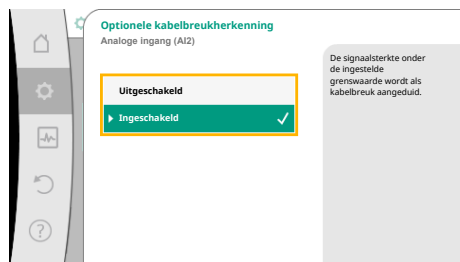 Optionele kabelbreukherkenning
Analoge ingang (AI2)
Uitgeschakeld
Ingeschakeld
De signaalsterkte onder
de ingestelde
grenswaarde wordt als
kabelbreuk aangeduid.
?